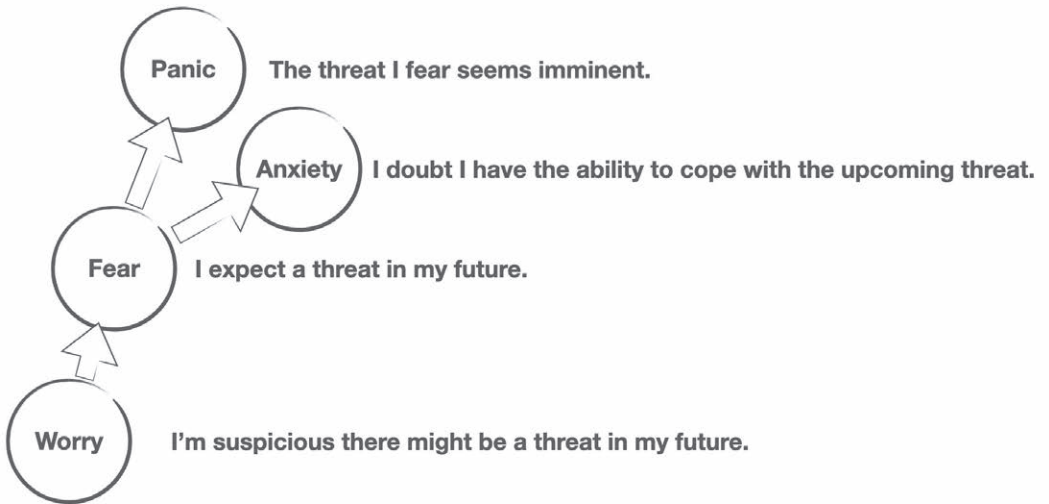 Panic The threat I fear seems imminent.
Anxiety I doubt I have the ability to cope with the upcoming threat.
Fear I expect a threat in my future.
Worry I'm suspicious there might be a threat in my future.